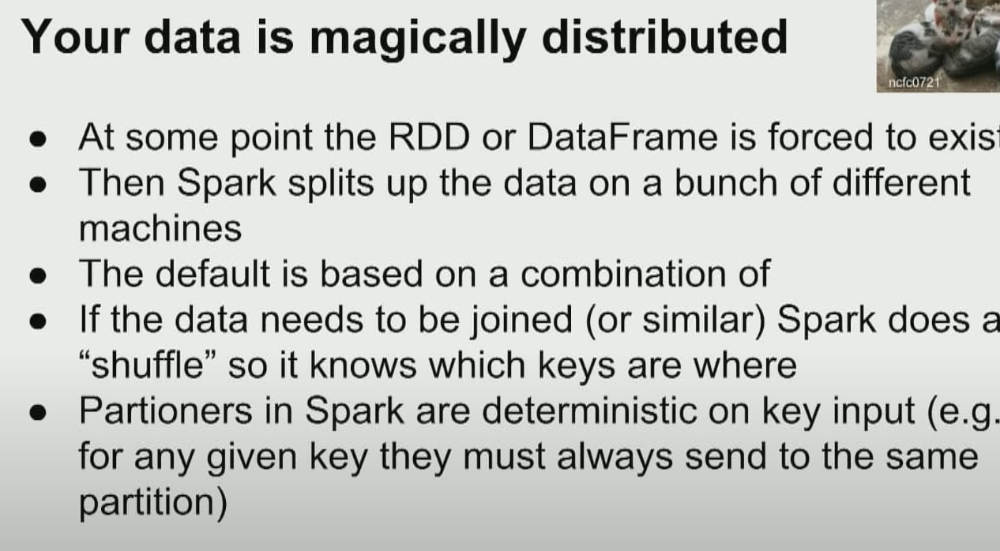 Your data is magically distributed
ncfc0721
● At some point the RDD or DataFrame is forced to exist
● Then Spark splits up the data on a bunch of different
machines
● The default is based on a combination of
● If the data needs to be joined (or similar) Spark does a
“shuffle” so it knows which keys are where
● Partioners in Spark are deterministic on key input (e.g.
for any given key they must always send to the same
partition)